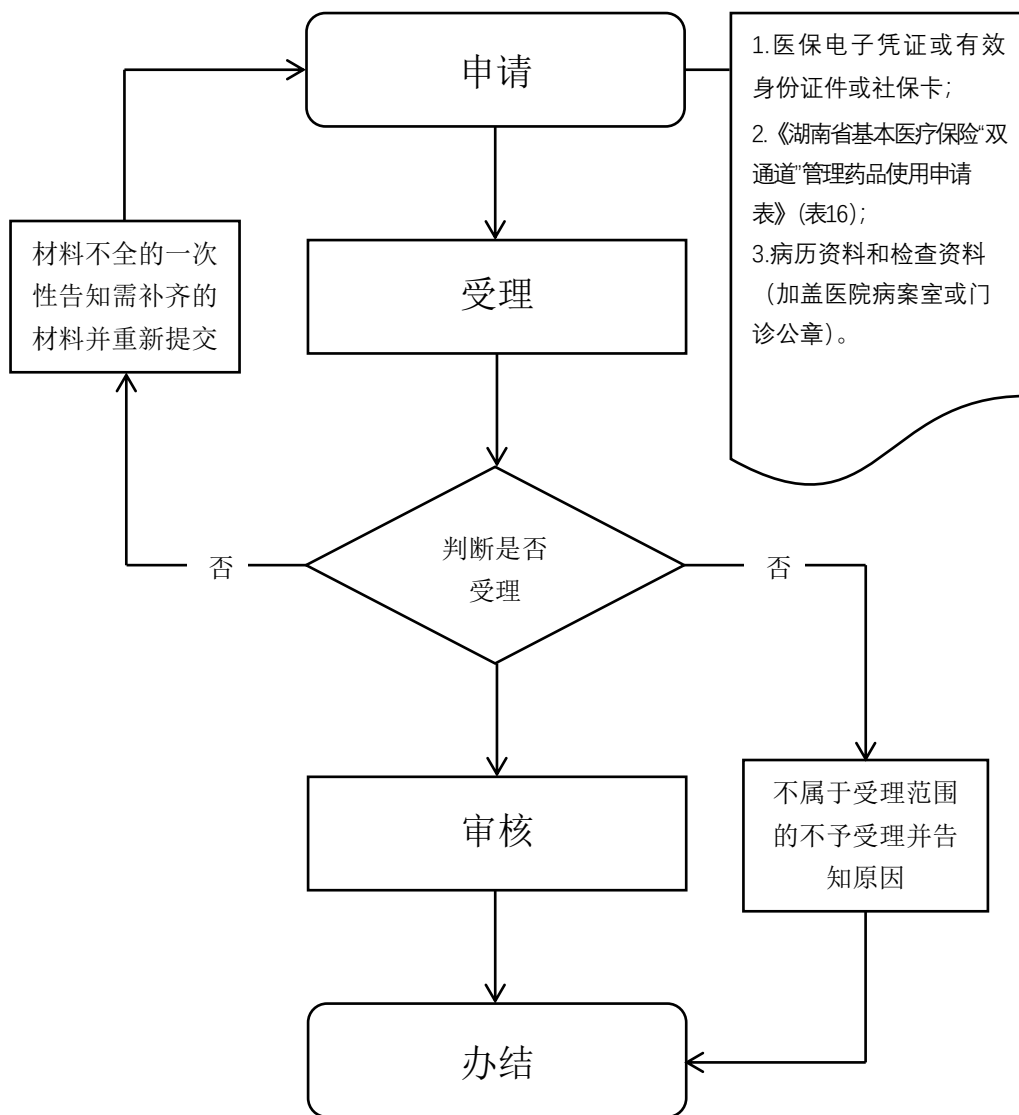 申请
1.医保电子凭证或有效
身份证件或社保卡;
2.《湖南省基本医疗保险“双
通道”管理药品使用申请
表》(表16);
3.病历资料和检查资料
（加盖医院病案室或门
诊公章）。
材料不全的一次
性告知需补齐的
材料并重新提交
受理
判断是否
受理
否
否
审核
不属于受理范围
的不予受理并告
知原因
办结